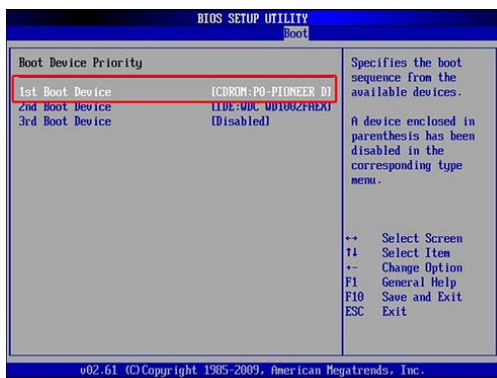 BIOS SETUP UTILITY
Boot
Boot Device Priority
1st Boot Device [CDROM:P0-PIONEER D]
2nd Boot Device [IDE:WDC WD1002FAEX]
3rd Boot Device [Disabled]
Specifies the boot
sequence from the
available devices.
A device enclosed in
parenthesis has been
disabled in the
corresponding type
menu.
↔ Select Screen
↑↓ Select Item
+- Change Option
F1 General Help
F10 Save and Exit
ESC Exit
v02.61 (C)Copyright 1985-2009, American Megatrends, Inc.